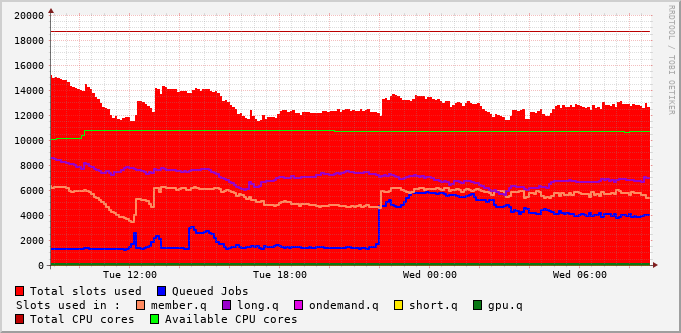 20000
18000
16000
14000
12000
10000
8000
6000
4000
2000
0
Tue 12:00 Tue 18:00 Wed 00:00 Wed 06:00
Total slots used Queued Jobs
Slots used in : member.q long.q ondemand.q short.q gpu.q
Total CPU cores Available CPU cores
RRDTOOL / TOBI OETIKER